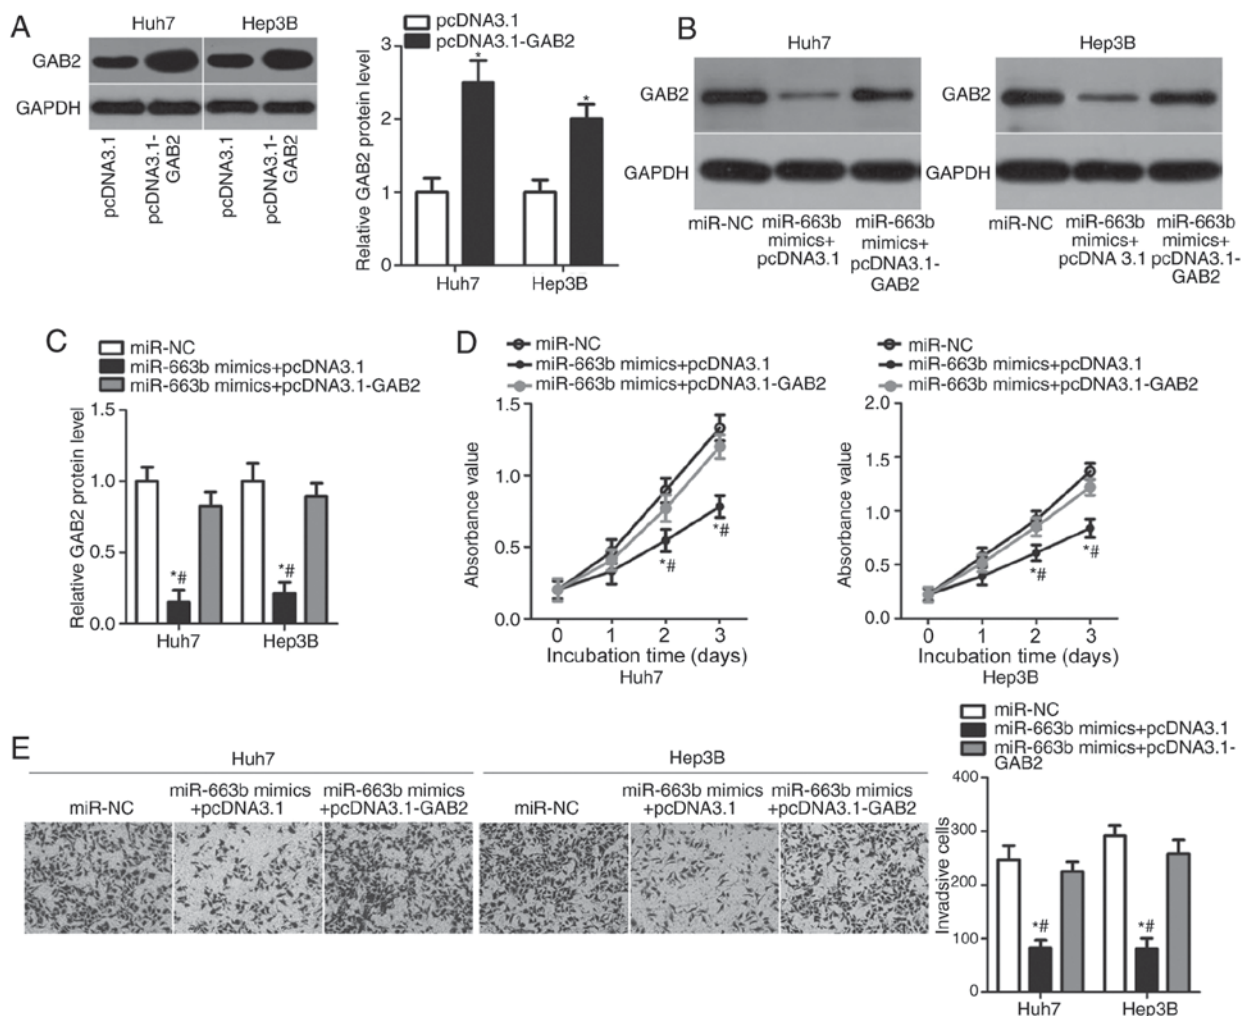 A
Huh7 Hep3B
GAB2
GAPDH
pcDNA3.1
pcDNA3.1-
GAB2
pcDNA3.1
pcDNA3.1-
GAB2
pcDNA3.1
pcDNA3.1-GAB2
Relative GAB2 protein level
3
2
1
0
* *
Huh7 Hep3B
B
Huh7 Hep3B
GAB2
GAPDH
miR-NC miR-663b miR-663b
mimics+ mimics+
pcDNA3.1 pcDNA3.1-
GAB2
GAB2
GAPDH
miR-NC miR-663b miR-663b
mimics+ mimics+
pcDNA 3.1 pcDNA3.1-
GAB2
C
miR-NC
miR-663b mimics+pcDNA3.1
miR-663b mimics+pcDNA3.1-GAB2
Relative GAB2 protein level
1.5
1.0
0.5
0.0
*# *#
Huh7 Hep3B
D
miR-NC
miR-663b mimics+pcDNA3.1
miR-663b mimics+pcDNA3.1-GAB2
Absorbance value
1.5
1.0
0.5
0.0
*# *#
0 1 2 3
Incubation time (days)
Huh7
miR-NC
miR-663b mimics+pcDNA3.1
miR-663b mimics+pcDNA3.1-GAB2
Absorbance value
2.0
1.5
1.0
0.5
0.0
*# *#
0 1 2 3
Incubation time (days)
Hep3B
E
Huh7 Hep3B
miR-NC miR-663b mimics miR-663b mimics miR-NC miR-663b mimics miR-663b mimics
+pcDNA3.1 +pcDNA3.1-GAB2 +pcDNA3.1 +pcDNA3.1-GAB2
miR-NC
miR-663b mimics+pcDNA3.1
miR-663b mimics+pcDNA3.1-
GAB2
Invadsive cells
400
300
200
100
0
*# *#
Huh7 Hep3B